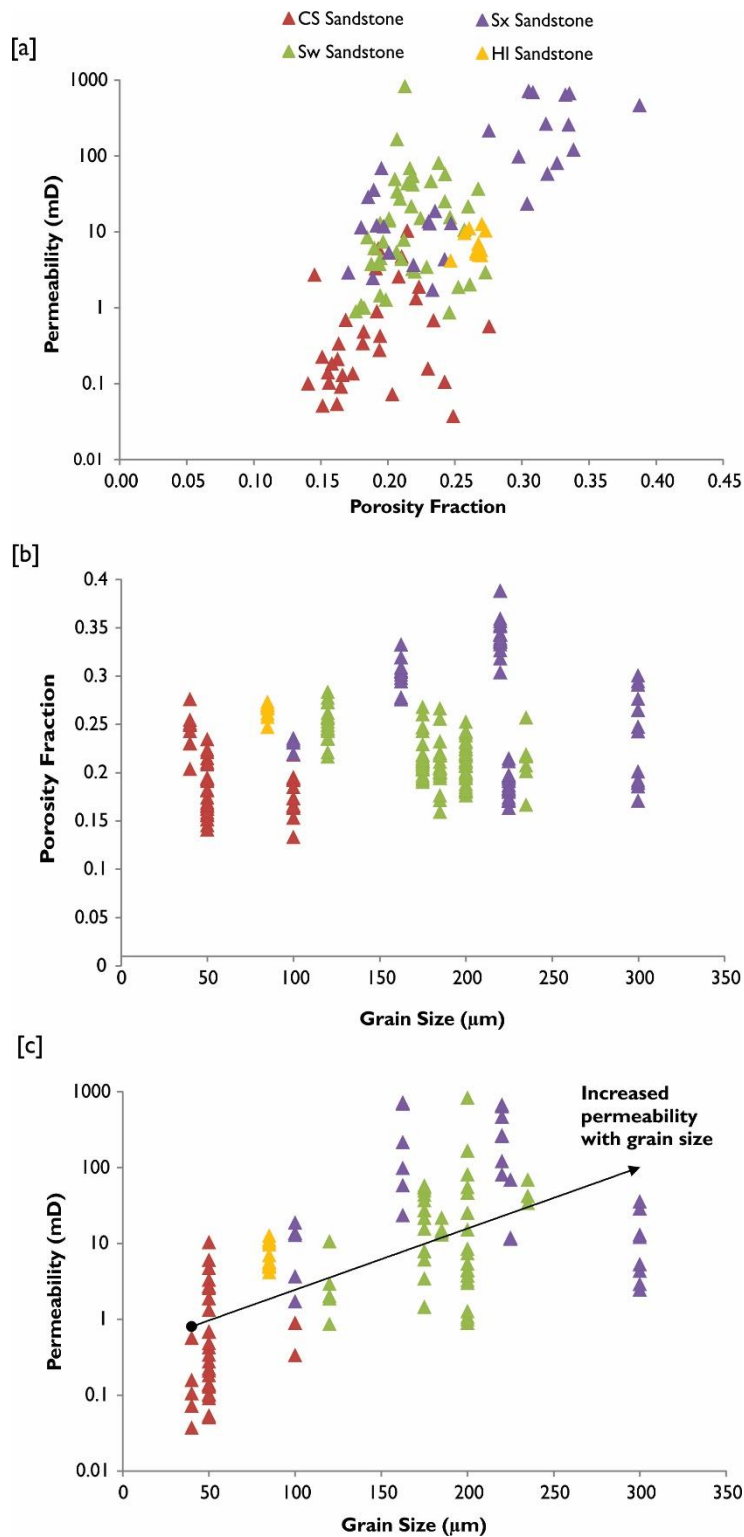 CS Sandstone
Sx Sandstone
Sw Sandstone
HI Sandstone
[a]
1000
100
10
1
0.1
0.01
Permeability (mD)
0.00 0.05 0.10 0.15 0.20 0.25 0.30 0.35 0.40 0.45
Porosity Fraction
[b]
0.4
0.35
0.3
0.25
0.2
0.15
0.1
0.05
0
Porosity Fraction
0 50 100 150 200 250 300 350
Grain Size (µm)
[c]
1000
100
10
1
0.1
0.01
Permeability (mD)
Increased
permeability
with grain size
0 50 100 150 200 250 300 350
Grain Size (µm)